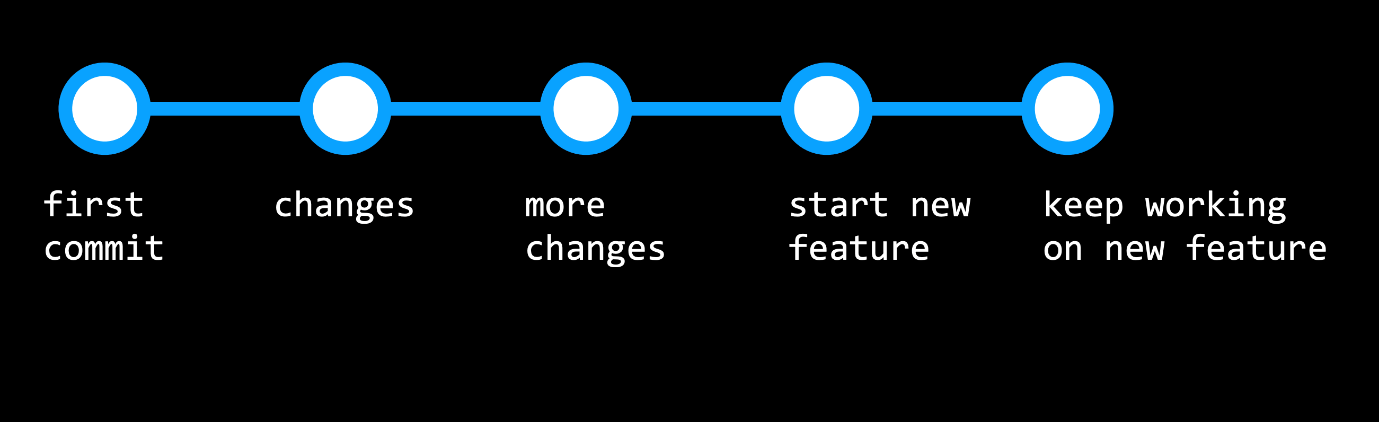 first
commit
changes
more
changes
start new
feature
keep working
on new feature